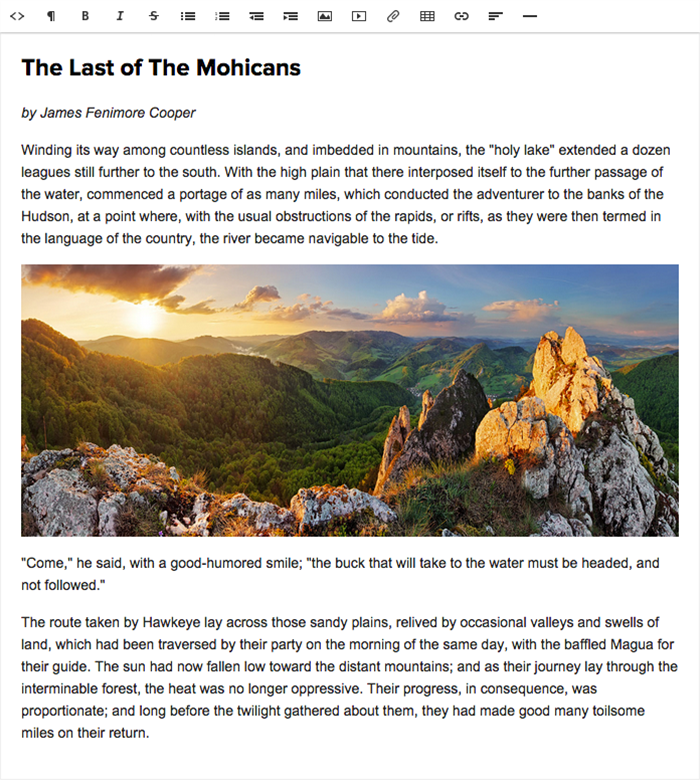 The Last of The Mohicans
by James Fenimore Cooper
Winding its way among countless islands, and imbedded in mountains, the "holy lake" extended a dozen
leagues still further to the south. With the high plain that there interposed itself to the further passage of
the water, commenced a portage of as many miles, which conducted the adventurer to the banks of the
Hudson, at a point where, with the usual obstructions of the rapids, or rifts, as they were then termed in
the language of the country, the river became navigable to the tide.
"Come," he said, with a good-humored smile; "the buck that will take to the water must be headed, and
not followed."
The route taken by Hawkeye lay across those sandy plains, relived by occasional valleys and swells of
land, which had been traversed by their party on the morning of the same day, with the baffled Magua for
their guide. The sun had now fallen low toward the distant mountains; and as their journey lay through the
interminable forest, the heat was no longer oppressive. Their progress, in consequence, was
proportionate; and long before the twilight gathered about them, they had made good many toilsome
miles on their return.